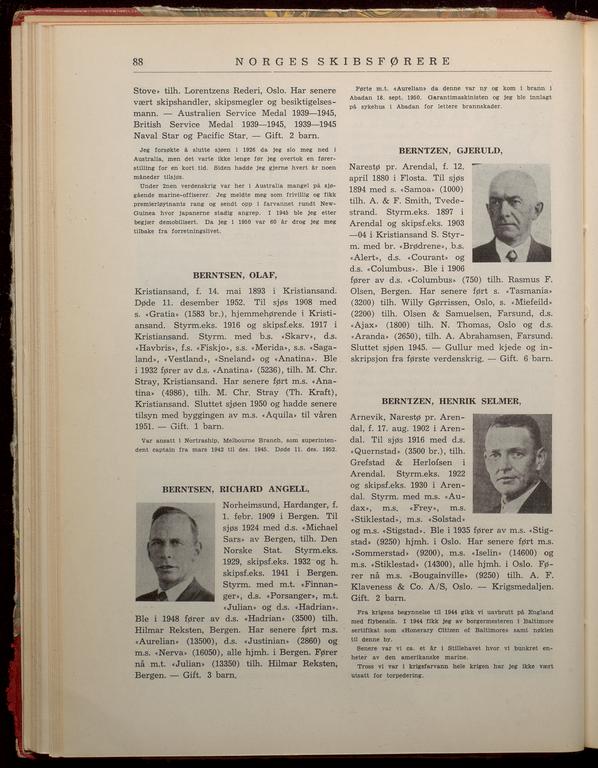 88 NORGES SKIBSFØRERE
Stove» tilh. Lorentzens Rederi, Oslo. Har senere
vært skipshandler, skipsmegler og besiktigelses-
mann. — Australien Service Medal 1939—1945,
British Service Medal 1939—1945, 1939—1945
Naval Star og Pacific Star. — Gift. 2 barn.
Jeg forsøkte å slutte sjøen i 1926 da jeg slo meg ned i
Australia, men det varte ikke lenge før jeg overtok en fører-
stilling for en kort tid. Siden hadde jeg gjerne hvert år noen
måneder tilsjøs.
Under 2nen verdenskrig var her i Australia mangel på sjø-
gående marine-offiserer. Jeg meldte meg som frivillig og fikk
premierløytnants rang og sendt opp i farvannet rundt New-
Guinea hvor japanerne stadig angrep. I 1945 ble jeg etter
begjær demobilisert. Da jeg i 1950 var 60 år drog jeg meg
tilbake fra forretningslivet.
BERNTSEN, OLAF,
Kristiansand, f. 14. mai 1893 i Kristiansand.
Døde 11. desember 1952. Til sjøs 1908 med
s. «Gratia» (1583 br.), hjemmehørende i Kristi-
ansand. Styrm.eks. 1916 og skipsf.eks. 1917 i
Kristiansand. Styrm. med b.s. «Skarv», d.s.
«Havbris», f.s. «Fiskjo», s.s. «Merida», s.s. «Saga-
land», «Vestland», «Sneland» og «Anatina». Ble
i 1932 fører av d.s. «Anatina» (5236), tilh. M. Chr.
Stray, Kristiansand. Har senere ført m.s. «Ana-
tina» (4986), tilh. M. Chr. Stray (Th. Kraft),
Kristiansand. Sluttet sjøen 1950 og hadde senere
tilsyn med byggingen av m.s. «Aquila» til våren
1951. — Gift. 1 barn.
Var ansatt i Nortraship, Melbourne Branch, som superinten-
dent captain fra mars 1942 til des. 1945. Døde 11. des. 1952.
BERNTSEN, RICHARD ANGELL,
Norheimsund, Hardanger, f.
1. febr. 1909 i Bergen. Til
sjøs 1924 med d.s. «Michael
Sars» av Bergen, tilh. Den
Norske Stat. Styrm.eks.
1929, skipsf.eks. 1932 og h.
skipsf.eks. 1941 i Bergen.
Styrm. med m.t. «Finnan-
ger», d.s. «Porsanger», m.t.
«Julian» og d.s. «Hadrian».
Ble i 1948 fører av d.s. «Hadrian» (3500) tilh.
Hilmar Reksten, Bergen. Har senere ført m.s.
«Aurelian» (13500), d.s. «Justinian» (2860) og
m.s. «Nerva» (16050), alle hjmh. i Bergen. Fører
nå m.t. «Julian» (13350) tilh. Hilmar Reksten,
Bergen. — Gift. 3 barn.
Førte m.t. «Aurelian» da denne var ny og kom i brann i
Abadan 18. sept. 1950. Garantimaskinisten og jeg ble innlagt
på sykehus i Abadan for lettere brannskader.
BERNTZEN, GJERULD,
Narestø pr. Arendal, f. 12.
april 1880 i Flosta. Til sjøs
1894 med s. «Samoa» (1000)
tilh. A. & F. Smith, Tvede-
strand. Styrm.eks. 1897 i
Arendal og skipsf.eks. 1903
—04 i Kristiansand S. Styr-
m. med br. «Brødrene», b.s.
«Alert», d.s. «Courant» og
d.s. «Columbus». Ble i 1906
fører av d.s. «Columbus» (750) tilh. Rasmus F.
Olsen, Bergen. Har senere ført s. «Tasmania»
(3200) tilh. Willy Gørrissen, Oslo, s. «Miefeild»
(2200) tilh. Olsen & Samuelsen, Farsund, d.s.
«Ajax» (1800) tilh. N. Thomas, Oslo og d.s.
«Aranda» (2650), tilh. A. Abrahamsen, Farsund.
Sluttet sjøen 1945. — Gullur med kjede og in-
skripsjon fra første verdenskrig. — Gift. 6 barn.
BERNTZEN, HENRIK SELMER,
Arnevik, Narestø pr. Aren-
dal, f. 17. aug. 1902 i Aren-
dal. Til sjøs 1916 med d.s.
«Quernstad» (3500 br.), tilh.
Grefstad & Herlofsen i
Arendal. Styrm.eks. 1922
og skipsf.eks. 1930 i Aren-
dal. Styrm. med m.s. «Au-
dax», m.s. «Frey», m.s.
«Stiklestad», m.s. «Solstad»
og m.s. «Stigstad». Ble i 1935 fører av m.s. «Stig-
stad» (9250) hjmh. i Oslo. Har senere ført m.s.
«Sommerstad» (9200), m.s. «Iselin» (14600) og
m.s. «Stiklestad» (14300), alle hjmh. i Oslo. Fø-
rer nå m.s. «Bougainville» (9250) tilh. A. F.
Klaveness & Co. A/S, Oslo. — Krigsmedaljen.
Gift. 2 barn.
Fra krigens begynnelse til 1944 gikk vi uavbrutt på England
med flybensin. I 1944 fikk jeg av borgermesteren i Baltimore
sertifikat som «Honerary Citizen of Baltimore» samt nøklen
til denne by.
Senere var vi ca. et år i Stillehavet hvor vi bunkret en-
heter av den amerikanske marine.
Tross vi var i krigsfarvann hele krigen har jeg ikke vært
utsatt for torpedering.